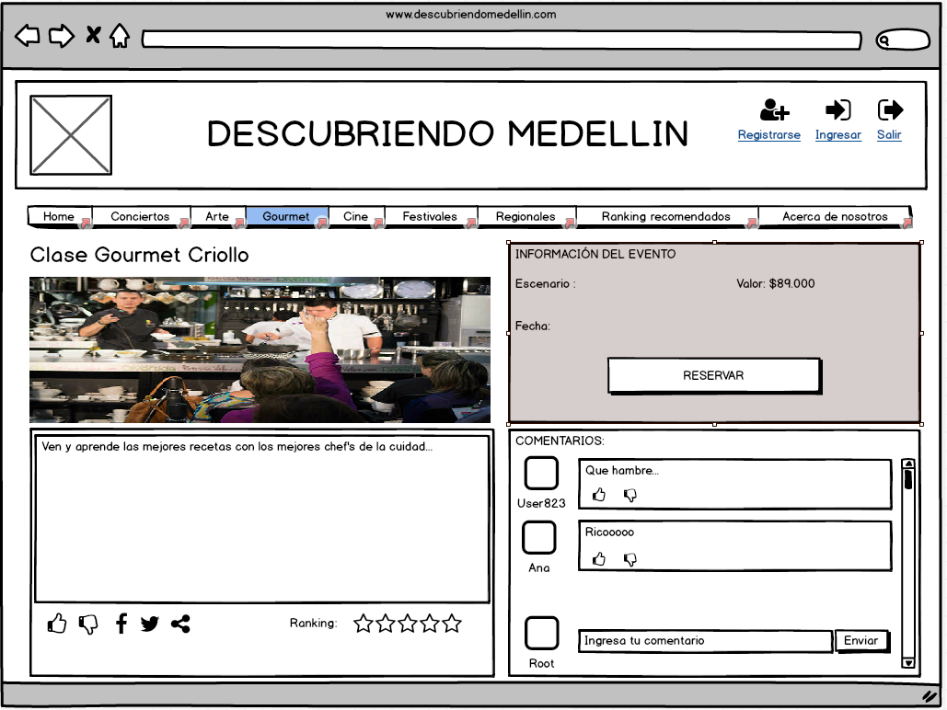 www.descubriendomedellin.com
DESCUBRIENDO MEDELLIN
Registrarse Ingresar Salir
Home Conciertos Arte Gourmet Cine Festivales Regionales Ranking recomendados Acerca de nosotros
Clase Gourmet Criollo
INFORMACIÓN DEL EVENTO
Escenario : Valor: $89.000
Fecha:
RESERVAR
Ven y aprende las mejores recetas con los mejores chef's de la cuidad...
Ranking:
COMENTARIOS:
Que hambre...
User823
Ricooooo
Ana
Ingresa tu comentario Enviar
Root